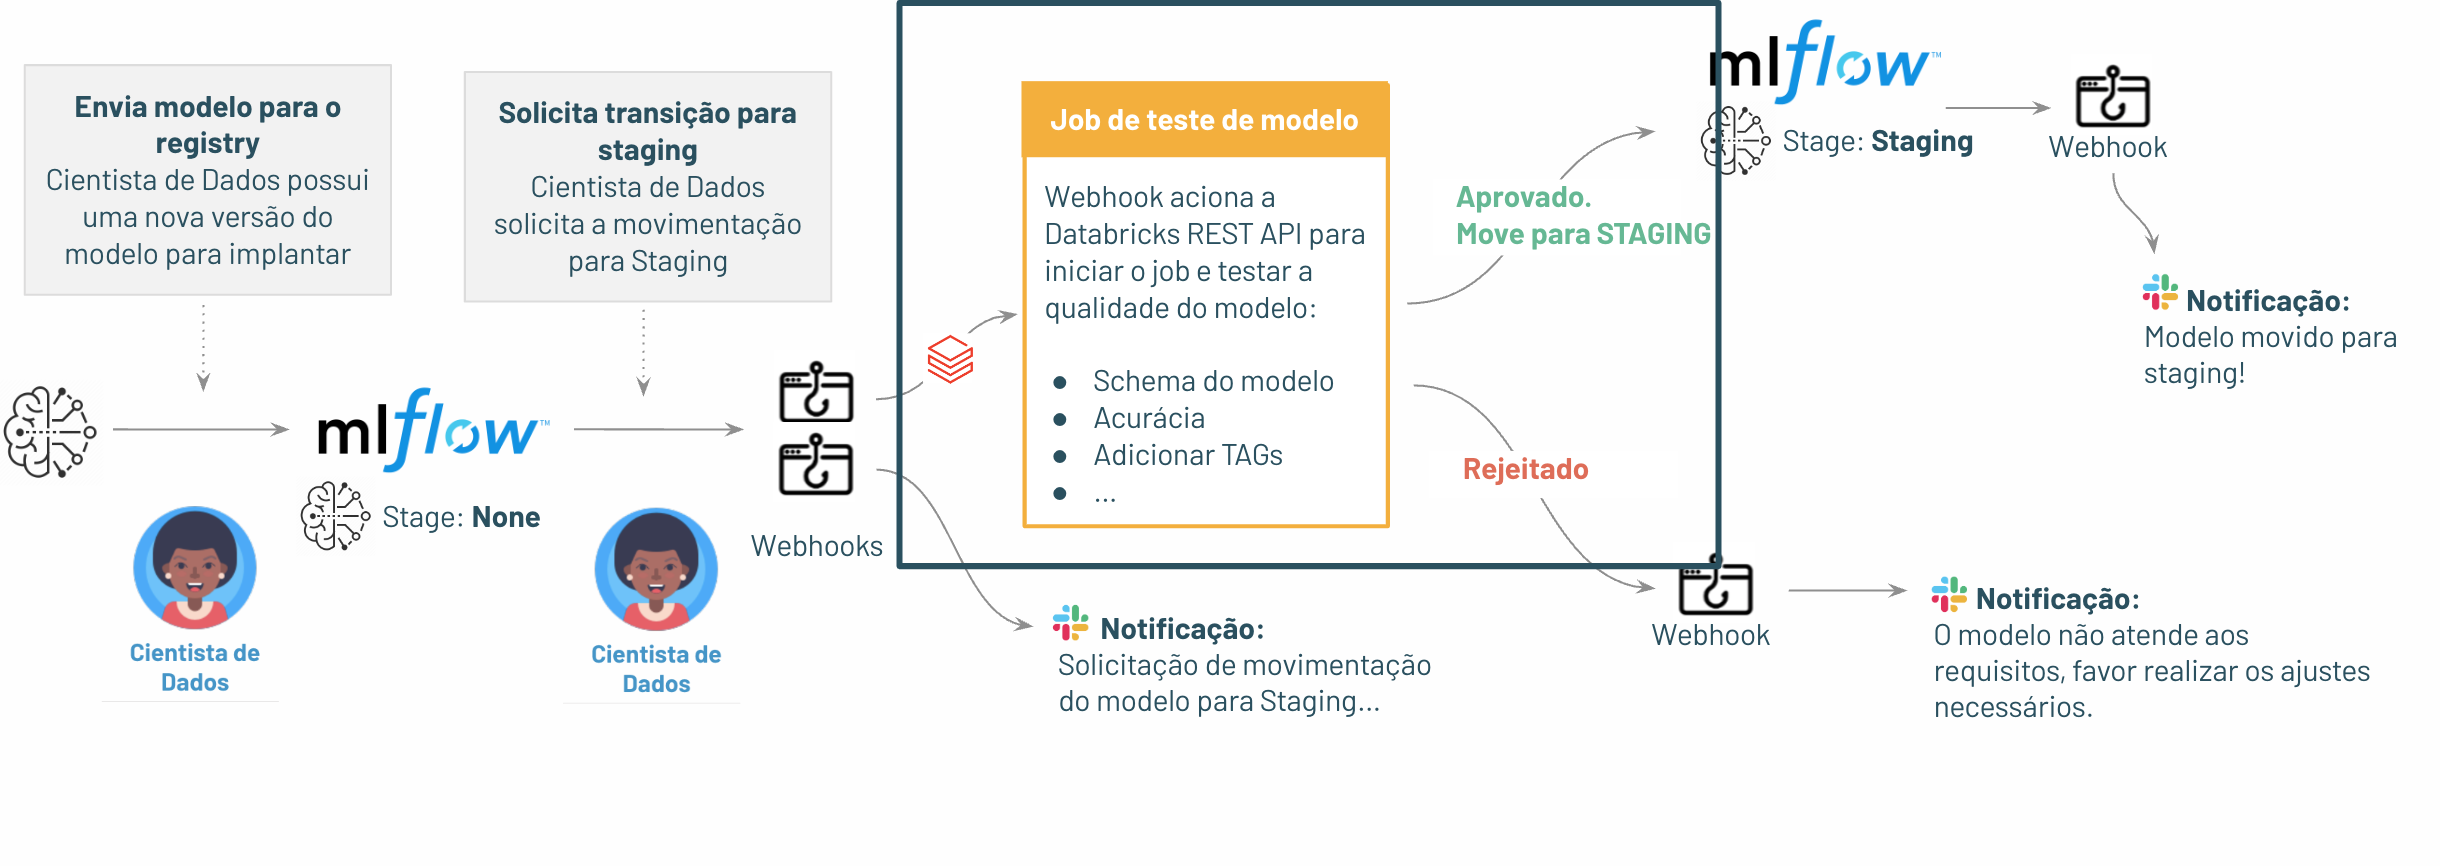 Envia modelo para o
registry
Cientista de Dados possui
uma nova versão do
modelo para implantar
Solicita transição para
staging
Cientista de Dados
solicita a movimentação
para Staging
mlflow™
Stage: None
Cientista de
Dados
Cientista de
Dados
Webhooks
Job de teste de modelo
Webhook aciona a
Databricks REST API para
iniciar o job e testar a
qualidade do modelo:
● Schema do modelo
● Acurácia
● Adicionar TAGs
● ...
Notificação:
Solicitação de movimentação
do modelo para Staging...
Aprovado.
Move para STAGING
Rejeitado
mlflow™
Stage: Staging
Webhook
Notificação:
Modelo movido para
staging!
Webhook
Notificação:
O modelo não atende aos
requisitos, favor realizar os ajustes
necessários.